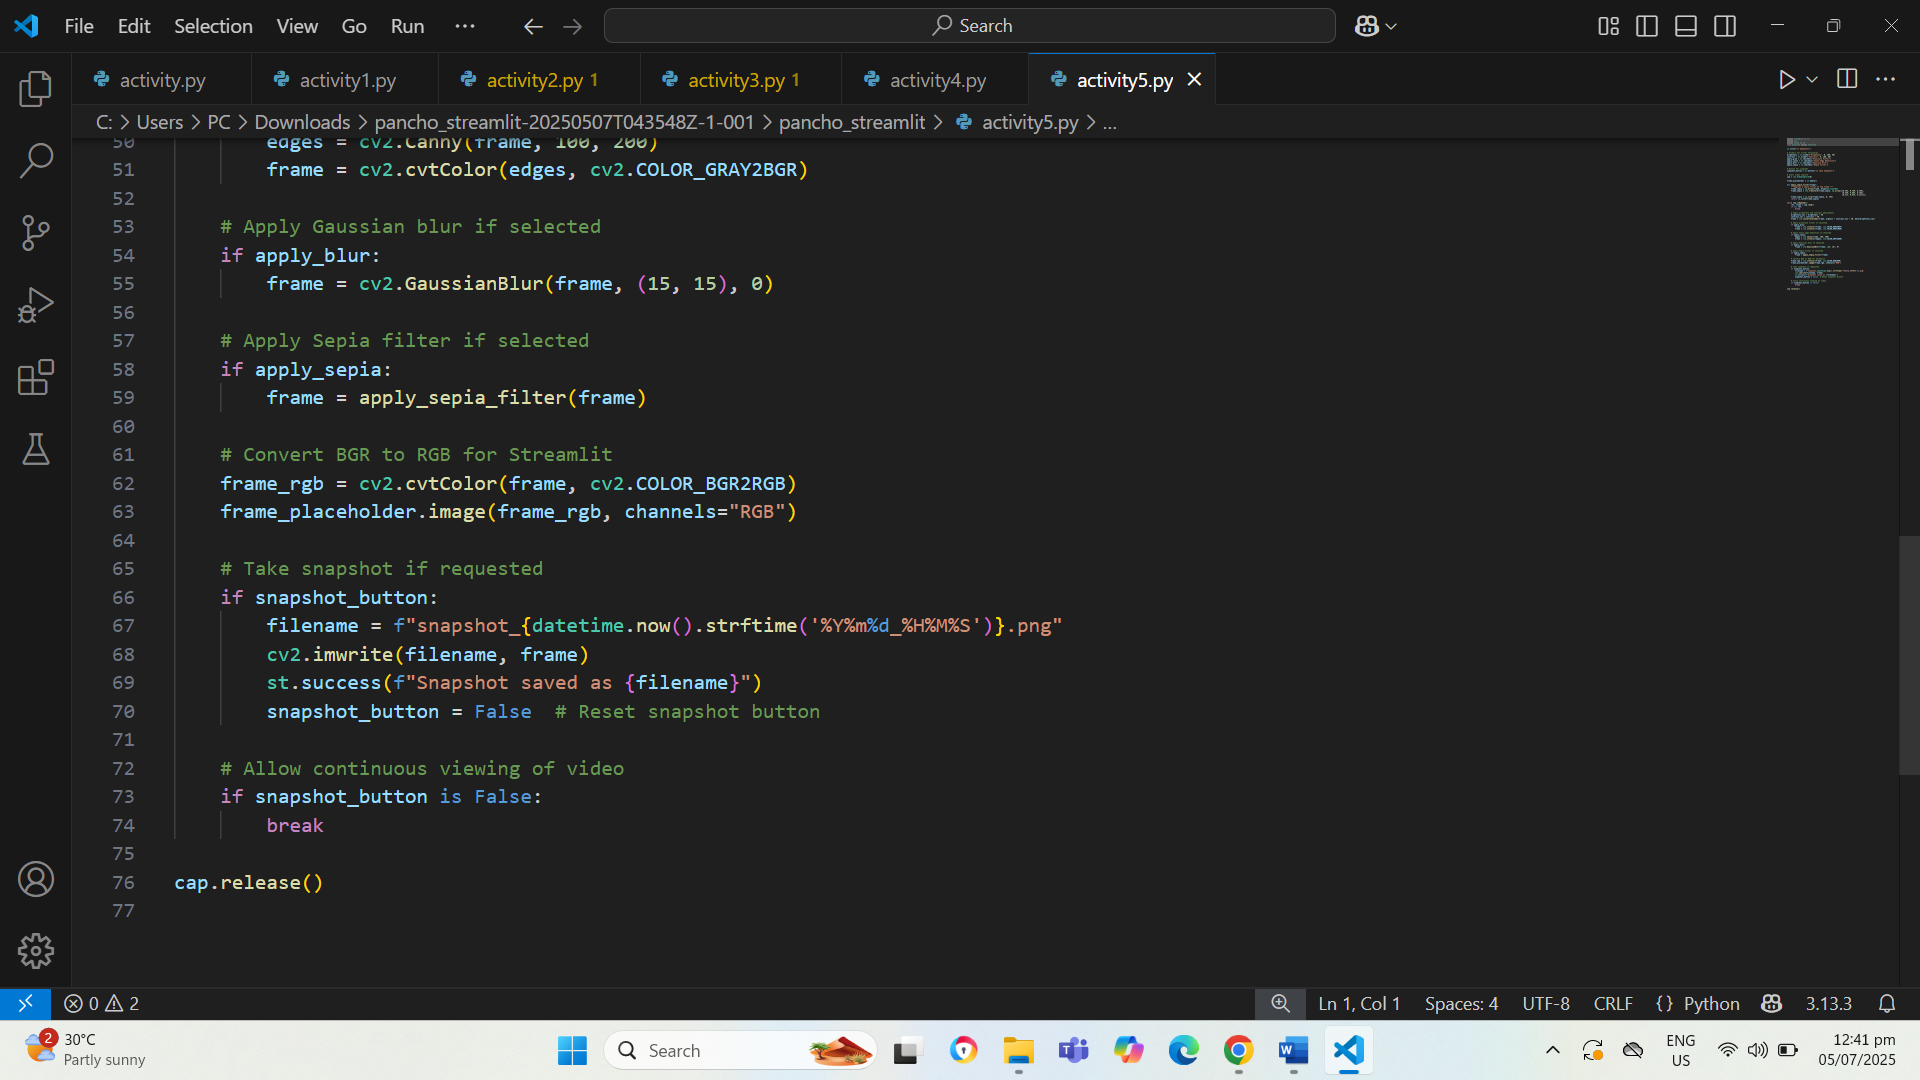 File Edit Selection View Go Run ··· Search
activity.py activity1.py activity2.py 1 activity3.py 1 activity4.py activity5.py
C: > Users > PC > Downloads > pancho_streamlit-20250507T043548Z-1-001 > pancho_streamlit > activity5.py > ...
50 edges = cv2.Canny(frame, 100, 200)
51 frame = cv2.cvtColor(edges, cv2.COLOR_GRAY2BGR)
52
53 # Apply Gaussian blur if selected
54 if apply_blur:
55 frame = cv2.GaussianBlur(frame, (15, 15), 0)
56
57 # Apply Sepia filter if selected
58 if apply_sepia:
59 frame = apply_sepia_filter(frame)
60
61 # Convert BGR to RGB for Streamlit
62 frame_rgb = cv2.cvtColor(frame, cv2.COLOR_BGR2RGB)
63 frame_placeholder.image(frame_rgb, channels="RGB")
64
65 # Take snapshot if requested
66 if snapshot_button:
67 filename = f"snapshot_{datetime.now().strftime('%Y%m%d_%H%M%S')}.png"
68 cv2.imwrite(filename, frame)
69 st.success(f"Snapshot saved as {filename}")
70 snapshot_button = False # Reset snapshot button
71
72 # Allow continuous viewing of video
73 if snapshot_button is False:
74 break
75
76 cap.release()
77
0 2 Ln 1, Col 1 Spaces: 4 UTF-8 CRLF {} Python 3.13.3
2 30°C
Partly sunny
Search
ENG
US
12:41 pm
05/07/2025